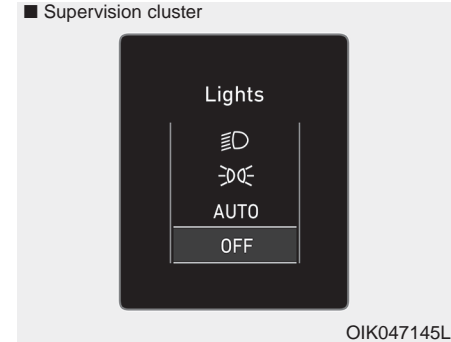 ■ Supervision cluster
Lights
AUTO
OFF
OIK047145L